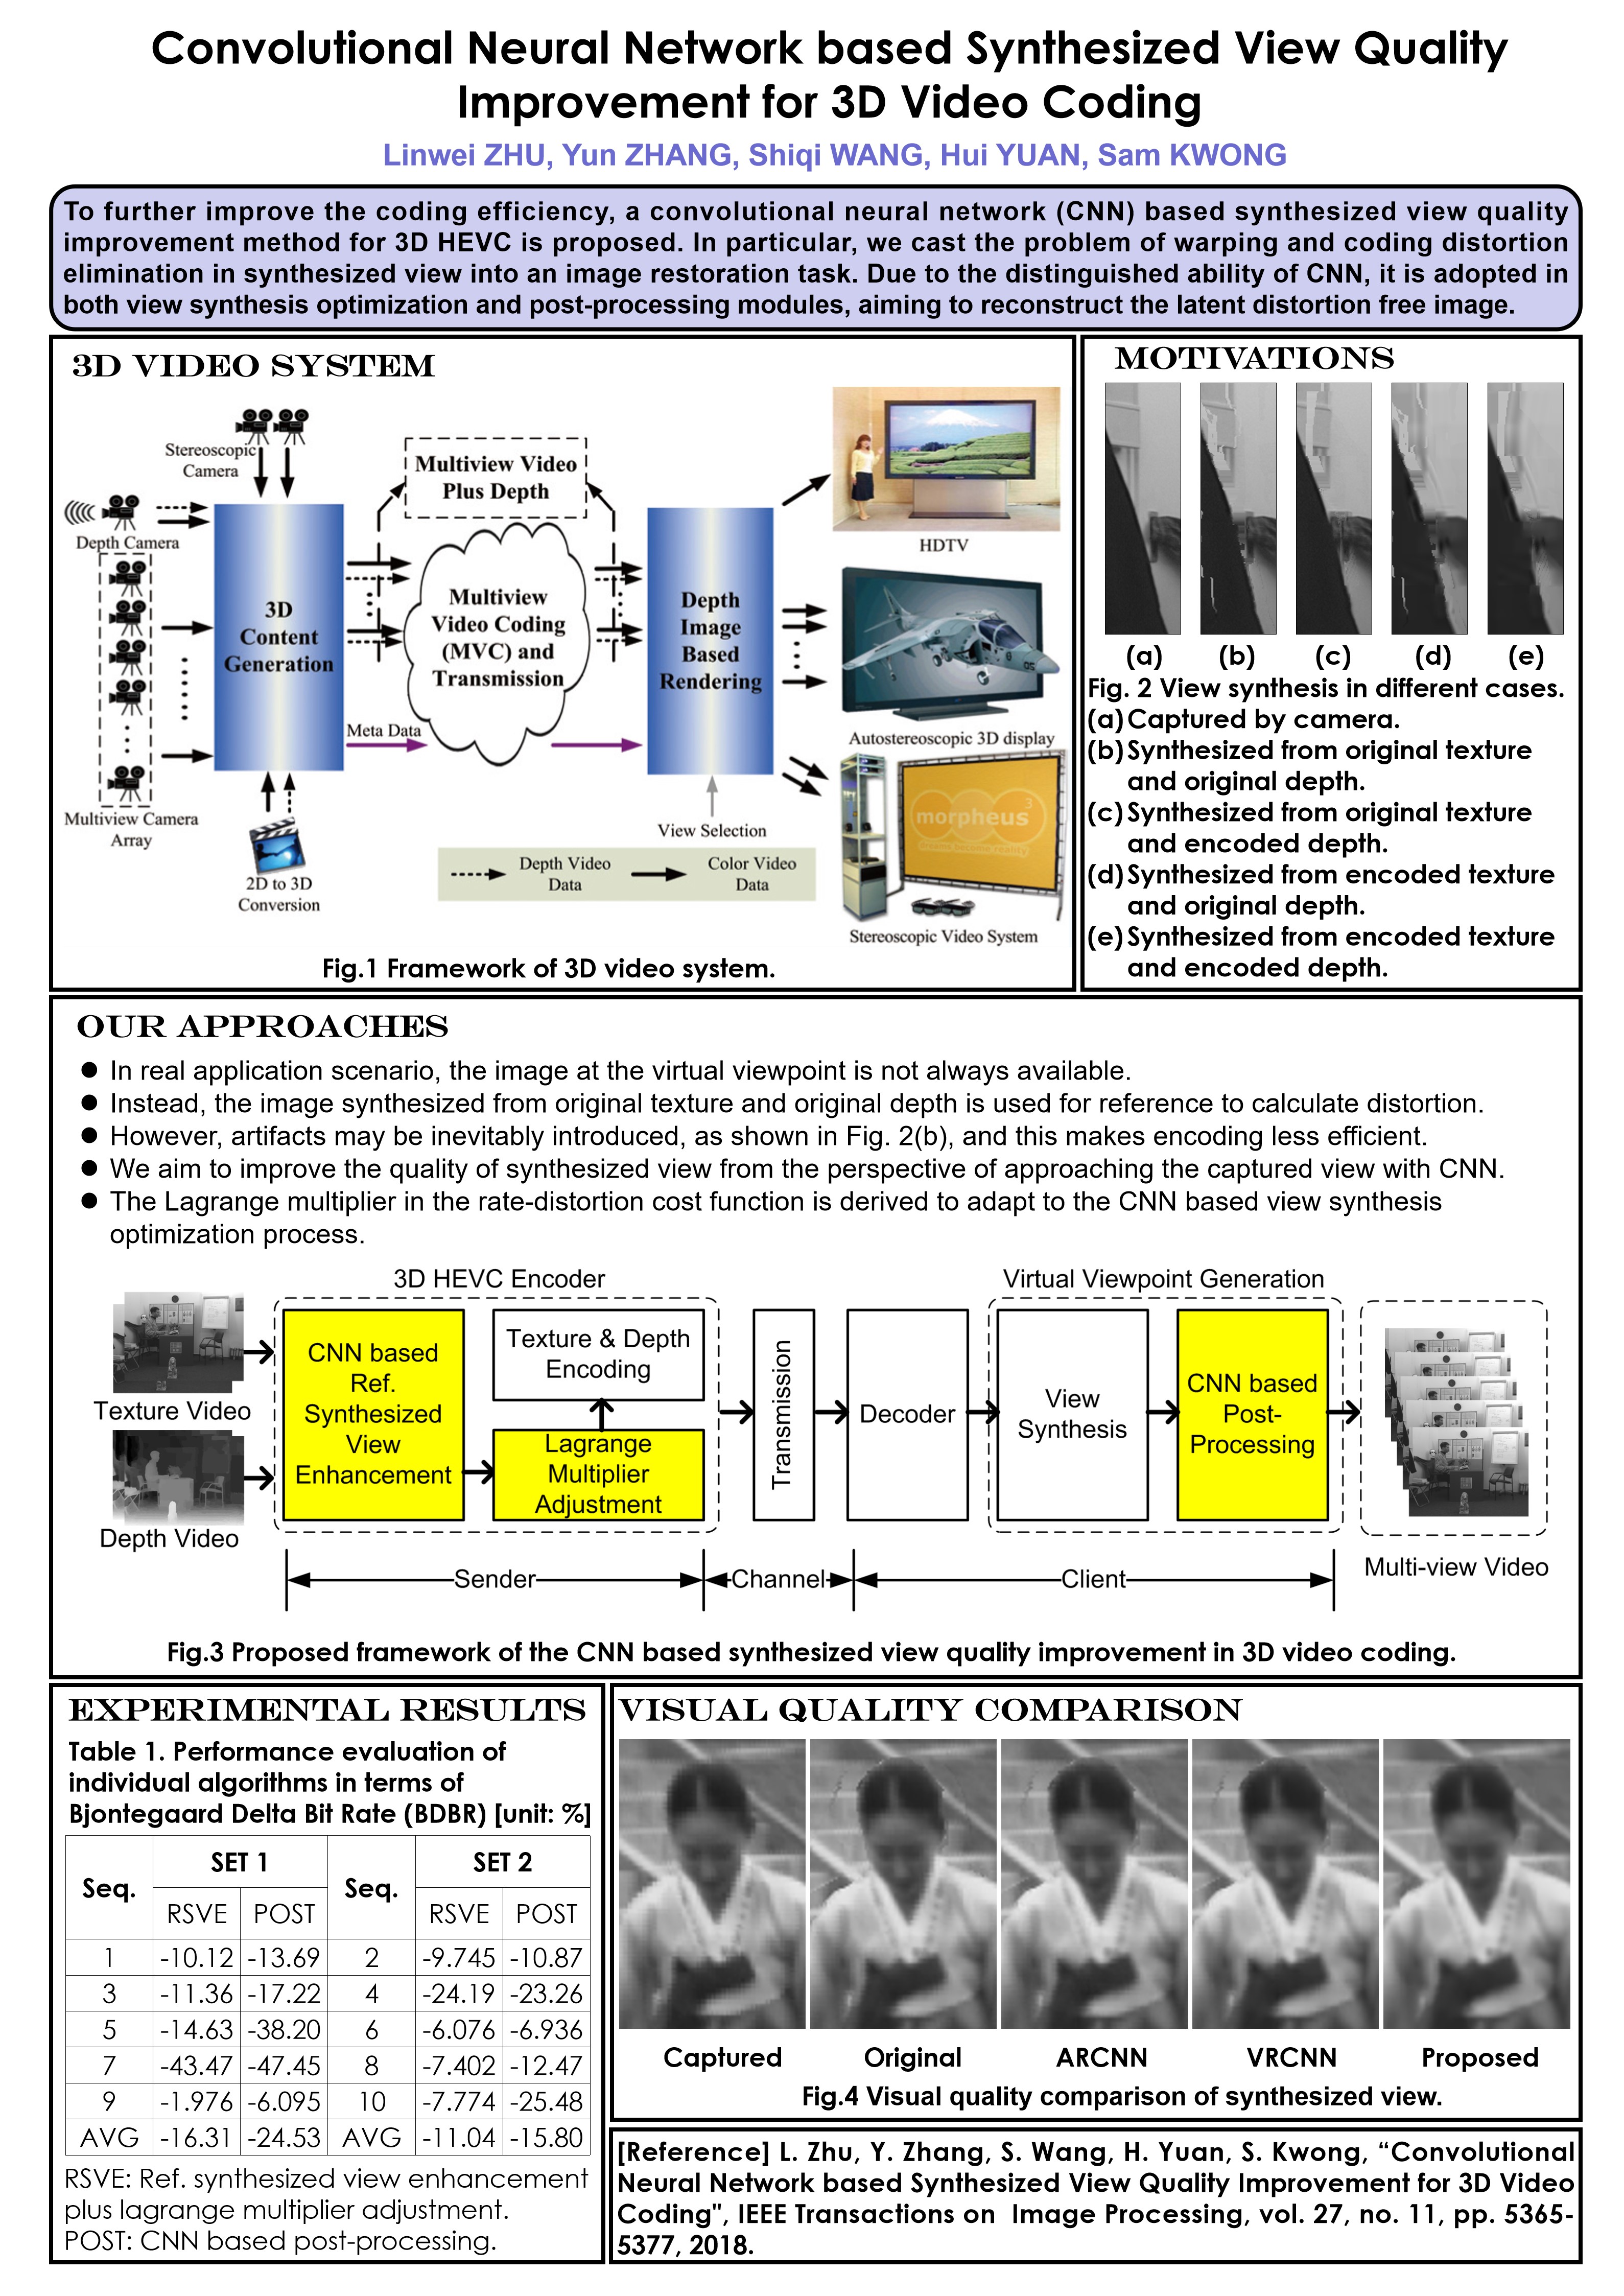 Convolutional Neural Network based Synthesized View Quality
Improvement for 3D Video Coding
Linwei ZHU, Yun ZHANG, Shiqi WANG, Hui YUAN, Sam KWONG
To further improve the coding efficiency, a convolutional neural network (CNN) based synthesized view quality
improvement method for 3D HEVC is proposed. In particular, we cast the problem of warping and coding distortion
elimination in synthesized view into an image restoration task. Due to the distinguished ability of CNN, it is adopted in
both view synthesis optimization and post-processing modules, aiming to reconstruct the latent distortion free image.
3D VIDEO SYSTEM
Stereoscopic
Camera
Depth Camera
Multiview Camera
Array
3D
Content
Generation
2D to 3D
Conversion
Multiview Video
Plus Depth
Multiview
Video Coding
(MVC) and
Transmission
Meta Data
Depth
Image
Based
Rendering
View Selection
Depth Video
Data
Color Video
Data
HDTV
Autostereoscopic 3D display
morpheus
3
dreams become reality
Stereoscopic Video System
Fig.1 Framework of 3D video system.
MOTIVATIONS
(a) (b) (c) (d) (e)
Fig. 2 View synthesis in different cases.
(a) Captured by camera.
(b) Synthesized from original texture
and original depth.
(c) Synthesized from original texture
and encoded depth.
(d) Synthesized from encoded texture
and original depth.
(e) Synthesized from encoded texture
and encoded depth.
OUR APPROACHES
● In real application scenario, the image at the virtual viewpoint is not always available.
● Instead, the image synthesized from original texture and original depth is used for reference to calculate distortion.
● However, artifacts may be inevitably introduced, as shown in Fig. 2(b), and this makes encoding less efficient.
● We aim to improve the quality of synthesized view from the perspective of approaching the captured view with CNN.
● The Lagrange multiplier in the rate-distortion cost function is derived to adapt to the CNN based view synthesis
optimization process.
3D HEVC Encoder
Virtual Viewpoint Generation
Texture Video
Depth Video
CNN based
Ref.
Synthesized
View
Enhancement
Texture & Depth
Encoding
Lagrange
Multiplier
Adjustment
Transmission
Decoder
View
Synthesis
CNN based
Post-
Processing
Multi-view Video
Sender
Channel
Client
Fig.3 Proposed framework of the CNN based synthesized view quality improvement in 3D video coding.
EXPERIMENTAL RESULTS
Table 1. Performance evaluation of
individual algorithms in terms of
Bjontegaard Delta Bit Rate (BDBR) [unit: %]
Seq. SET 1 Seq. SET 2
RSVE POST RSVE POST
1 -10.12 -13.69 2 -9.745 -10.87
3 -11.36 -17.22 4 -24.19 -23.26
5 -14.63 -38.20 6 -6.076 -6.936
7 -43.47 -47.45 8 -7.402 -12.47
9 -1.976 -6.095 10 -7.774 -25.48
AVG -16.31 -24.53 AVG -11.04 -15.80
RSVE: Ref. synthesized view enhancement
plus lagrange multiplier adjustment.
POST: CNN based post-processing.
VISUAL QUALITY COMPARISON
Captured Original ARCNN VRCNN Proposed
Fig.4 Visual quality comparison of synthesized view.
[Reference] L. Zhu, Y. Zhang, S. Wang, H. Yuan, S. Kwong, “Convolutional
Neural Network based Synthesized View Quality Improvement for 3D Video
Coding", IEEE Transactions on Image Processing, vol. 27, no. 11, pp. 5365-
5377, 2018.